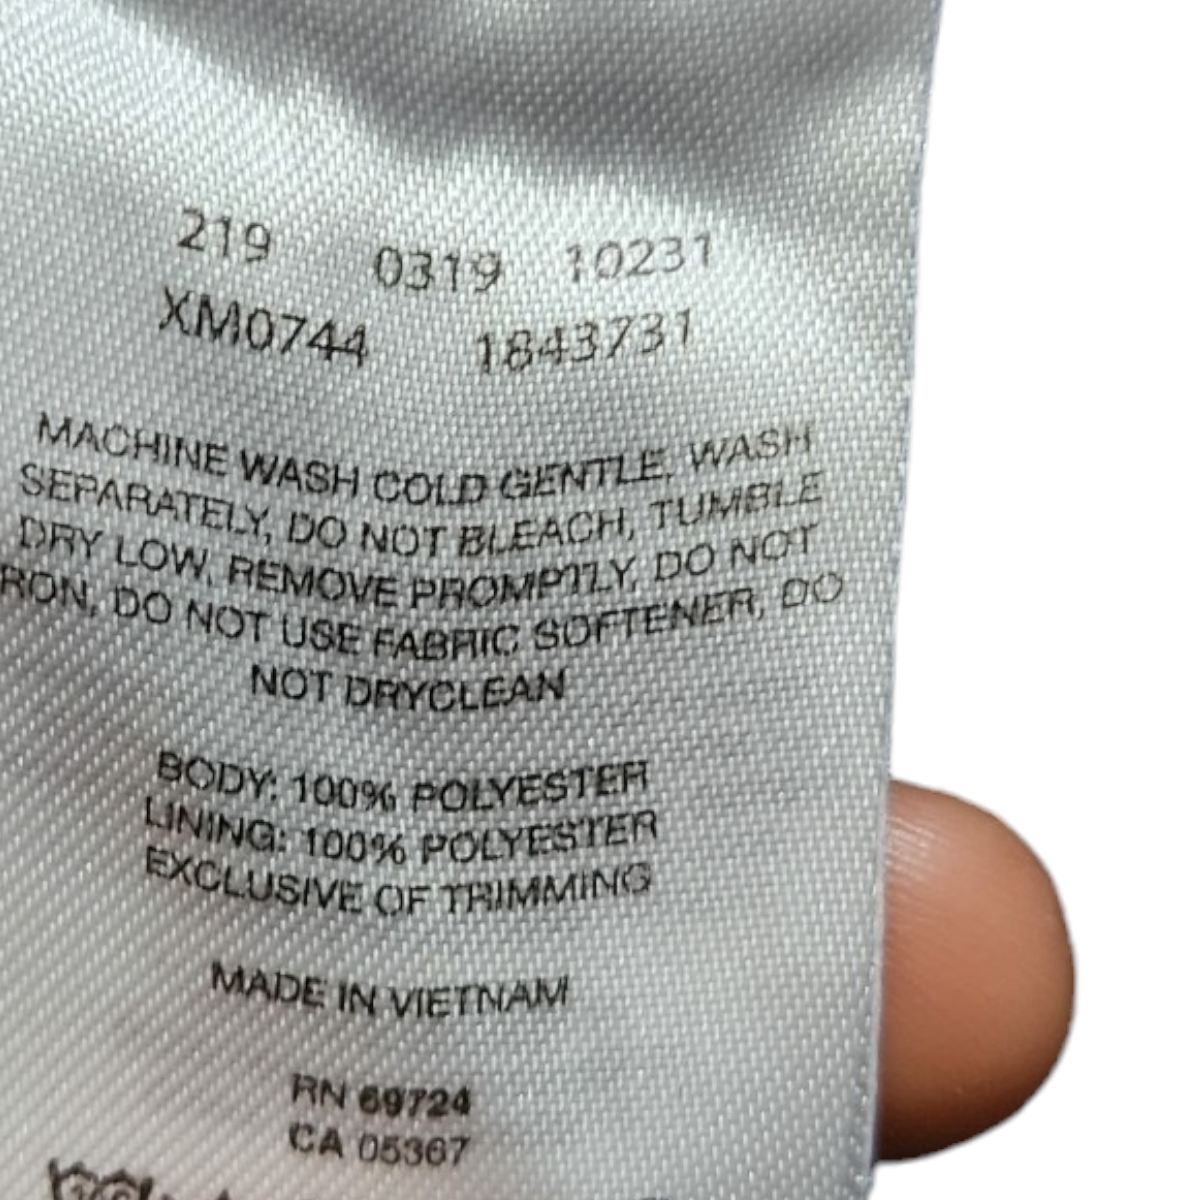 219 0319 10231
XM0744 1843731
MACHINE WASH COLD GENTLE, WASH
SEPARATELY, DO NOT BLEACH, TUMBLE
DRY LOW, REMOVE PROMPTLY, DO NOT
RON, DO NOT USE FABRIC SOFTENER, DO
NOT DRYCLEAN
BODY: 100% POLYESTER
LINING: 100% POLYESTER
EXCLUSIVE OF TRIMMING
MADE IN VIETNAM
RN 69724
CA 05367